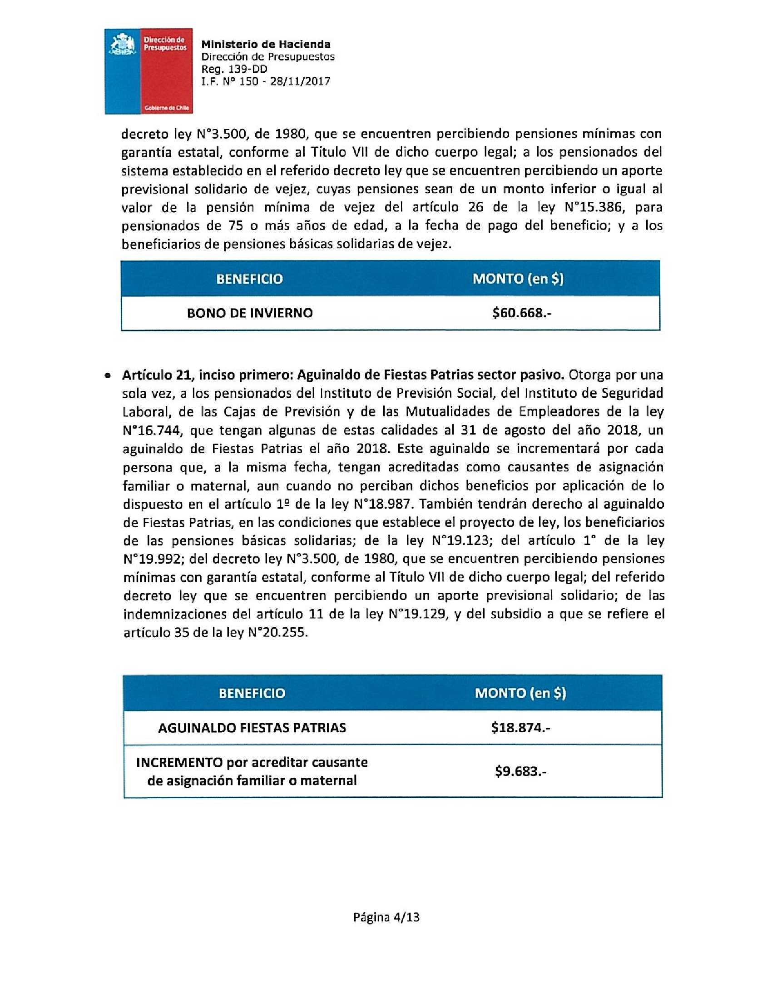 Dirección de
Presupuestos
Gobierno de Chile
Ministerio de Hacienda
Dirección de Presupuestos
Reg. 139-DD
I.F. Nº 150 - 28/11/2017
decreto ley N°3.500, de 1980, que se encuentren percibiendo pensiones mínimas con
garantía estatal, conforme al Título VII de dicho cuerpo legal; a los pensionados del
sistema establecido en el referido decreto ley que se encuentren percibiendo un aporte
previsional solidario de vejez, cuyas pensiones sean de un monto inferior o igual al
valor de la pensión mínima de vejez del artículo 26 de la ley N°15.386, para
pensionados de 75 o más años de edad, a la fecha de pago del beneficio; y a los
beneficiarios de pensiones básicas solidarias de vejez.
BENEFICIO MONTO (en $)
BONO DE INVIERNO $60.668.-
• Artículo 21, inciso primero: Aguinaldo de Fiestas Patrias sector pasivo. Otorga por una
sola vez, a los pensionados del Instituto de Previsión Social, del Instituto de Seguridad
Laboral, de las Cajas de Previsión y de las Mutualidades de Empleadores de la ley
N°16.744, que tengan algunas de estas calidades al 31 de agosto del año 2018, un
aguinaldo de Fiestas Patrias el año 2018. Este aguinaldo se incrementará por cada
persona que, a la misma fecha, tengan acreditadas como causantes de asignación
familiar o maternal, aun cuando no perciban dichos beneficios por aplicación de lo
dispuesto en el artículo 1º de la ley N°18.987. También tendrán derecho al aguinaldo
de Fiestas Patrias, en las condiciones que establece el proyecto de ley, los beneficiarios
de las pensiones básicas solidarias; de la ley N°19.123; del artículo 1° de la ley
N°19.992; del decreto ley N°3.500, de 1980, que se encuentren percibiendo pensiones
mínimas con garantía estatal, conforme al Título VII de dicho cuerpo legal; del referido
decreto ley que se encuentren percibiendo un aporte previsional solidario; de las
indemnizaciones del artículo 11 de la ley N°19.129, y del subsidio a que se refiere el
artículo 35 de la ley N°20.255.
BENEFICIO MONTO (en $)
AGUINALDO FIESTAS PATRIAS $18.874.-
INCREMENTO por acreditar causante
de asignación familiar o maternal $9.683.-
Página 4/13